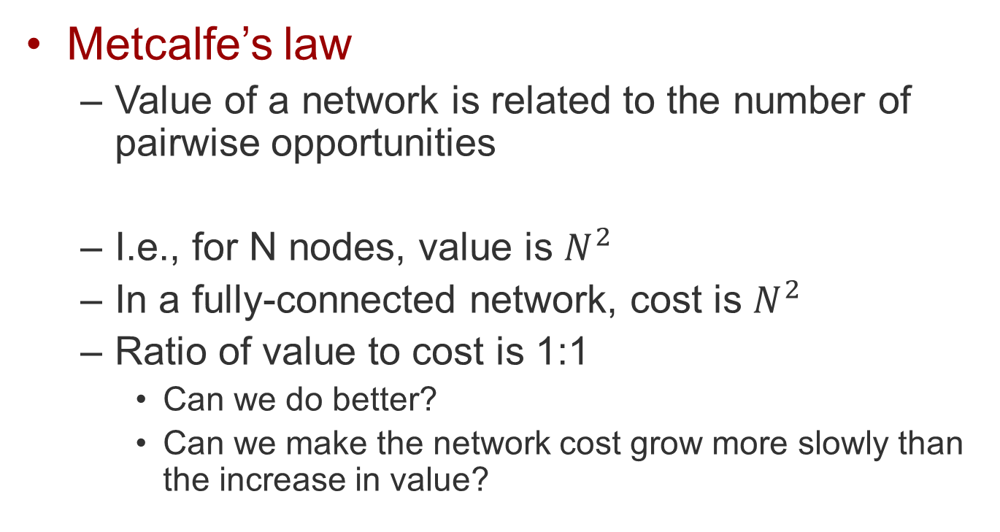 • Metcalfe’s law
– Value of a network is related to the number of
pairwise opportunities
– I.e., for N nodes, value is N²
– In a fully-connected network, cost is N²
– Ratio of value to cost is 1:1
• Can we do better?
• Can we make the network cost grow more slowly than
the increase in value?